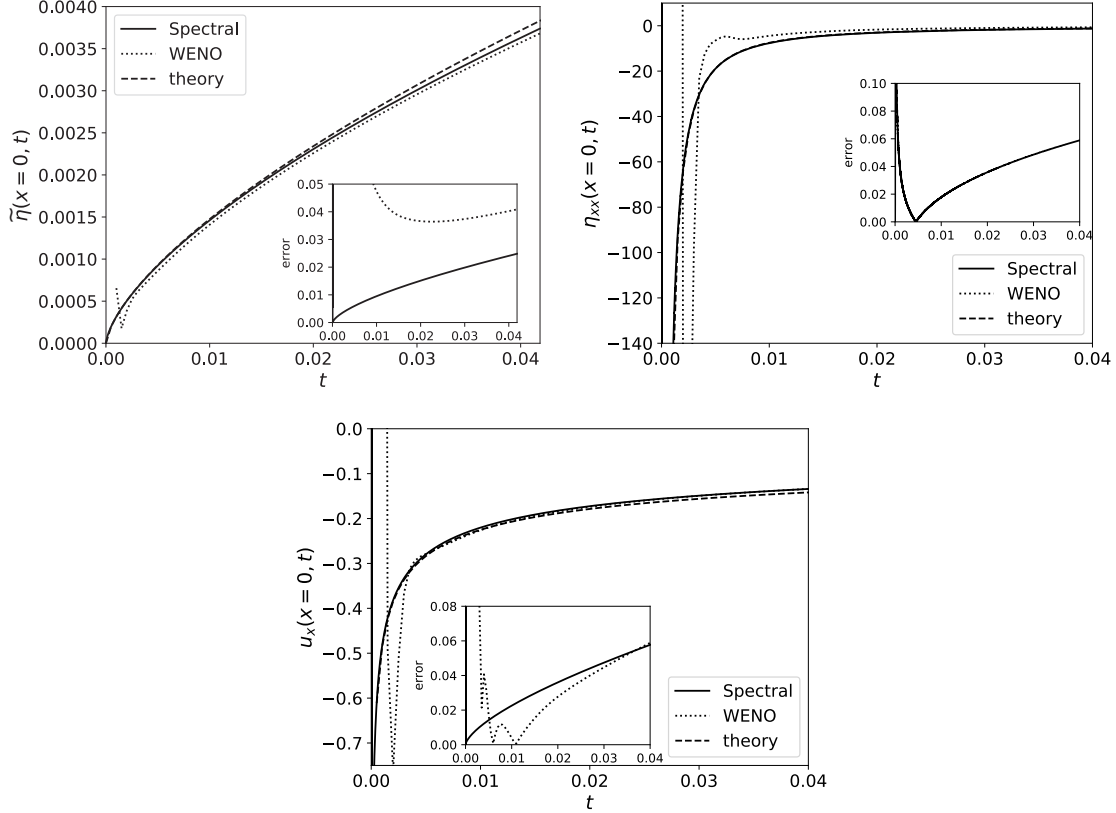 0.0040
0.0035
0.0030
0.0025
0.0020
0.0015
0.0010
0.0005
0.0000
η̃(x = 0, t)
Spectral
WENO
theory
0.05
0.04
0.03
0.02
0.01
0.00
error
0.00 0.01 0.02 0.03 0.04
0.00 0.01 0.02 0.03 0.04
t
0
−20
−40
−60
−80
−100
−120
−140
η_xx(x = 0, t)
0.10
0.08
0.06
0.04
0.02
0.00
error
0.00 0.01 0.02 0.03 0.04
Spectral
WENO
theory
0.00 0.01 0.02 0.03 0.04
t
0.0
−0.1
−0.2
−0.3
−0.4
−0.5
−0.6
−0.7
u_x(x = 0, t)
0.08
0.06
0.04
0.02
0.00
error
0.00 0.01 0.02 0.03 0.04
Spectral
WENO
theory
0.00 0.01 0.02 0.03 0.04
t